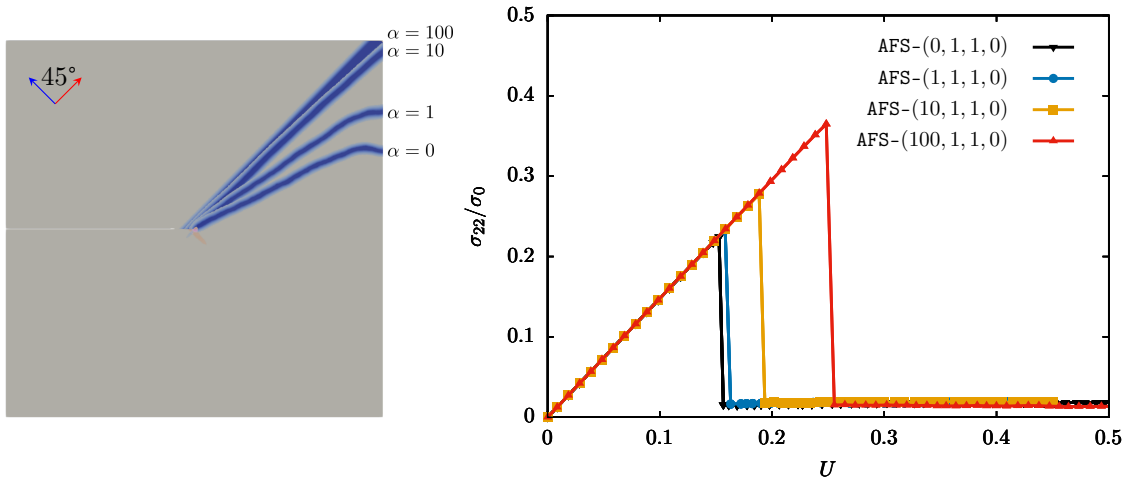 α = 100
α = 10
45°
α = 1
α = 0
0.5
0.4
0.3
0.2
0.1
0
σ22/σ0
AFS-(0, 1, 1, 0)
AFS-(1, 1, 1, 0)
AFS-(10, 1, 1, 0)
AFS-(100, 1, 1, 0)
0 0.1 0.2 0.3 0.4 0.5
U